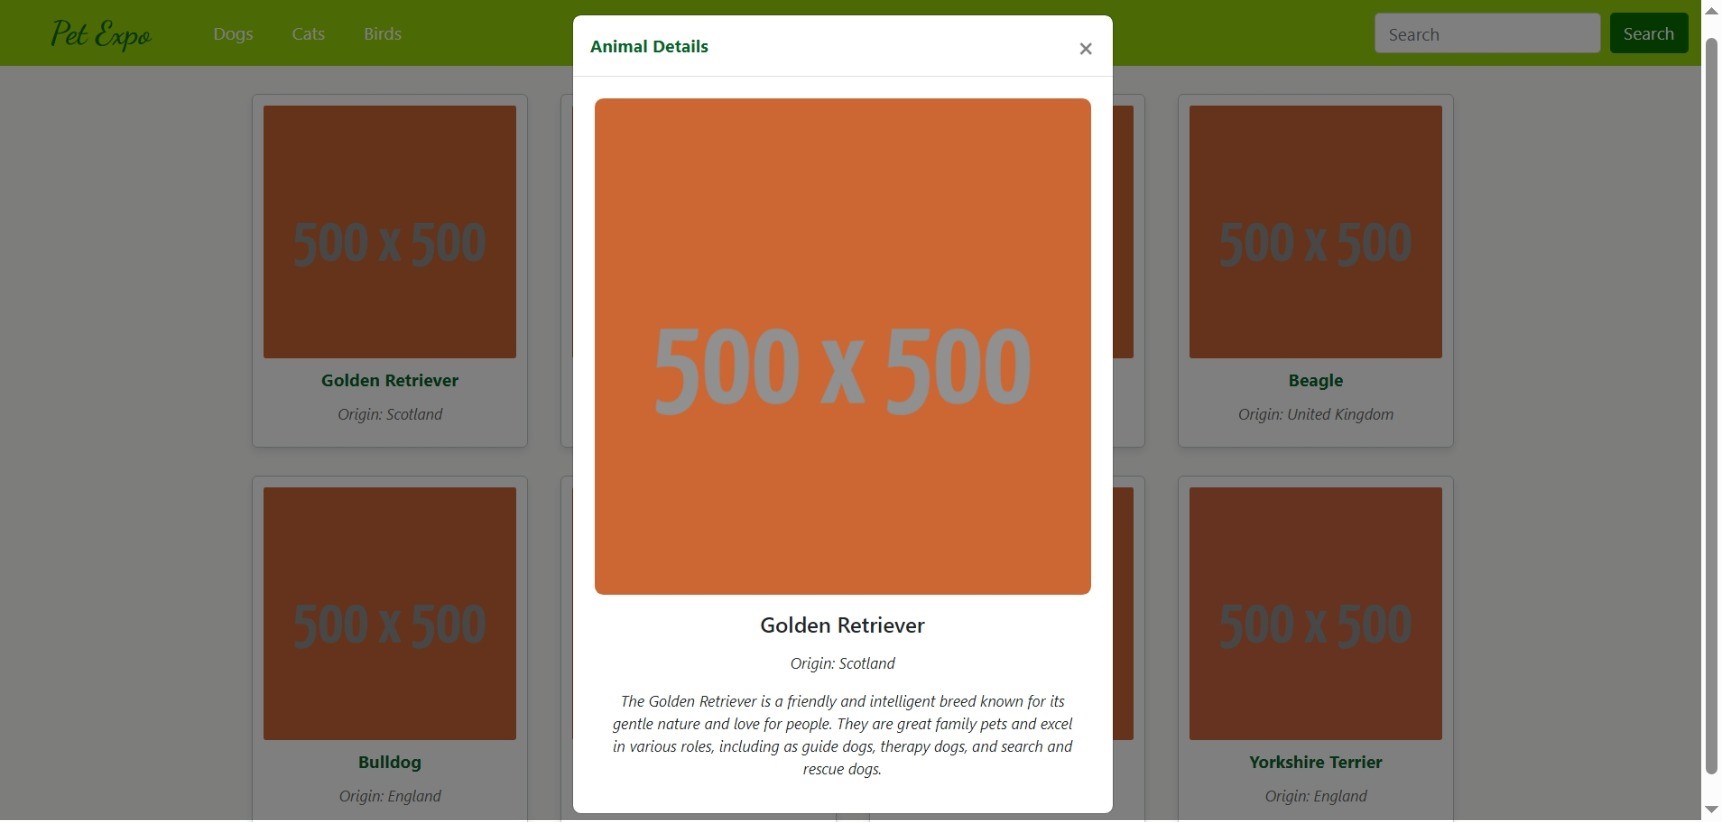 Pet Expo
Dogs
Cats
Birds
Search
Search
Animal Details
×
500 x 500
500 x 500
500 x 500
Golden Retriever
Origin: Scotland
Beagle
Origin: United Kingdom
Golden Retriever
Origin: Scotland
The Golden Retriever is a friendly and intelligent breed known for its
gentle nature and love for people. They are great family pets and excel
in various roles, including as guide dogs, therapy dogs, and search and
rescue dogs.
500 x 500
500 x 500
Bulldog
Origin: England
Yorkshire Terrier
Origin: England